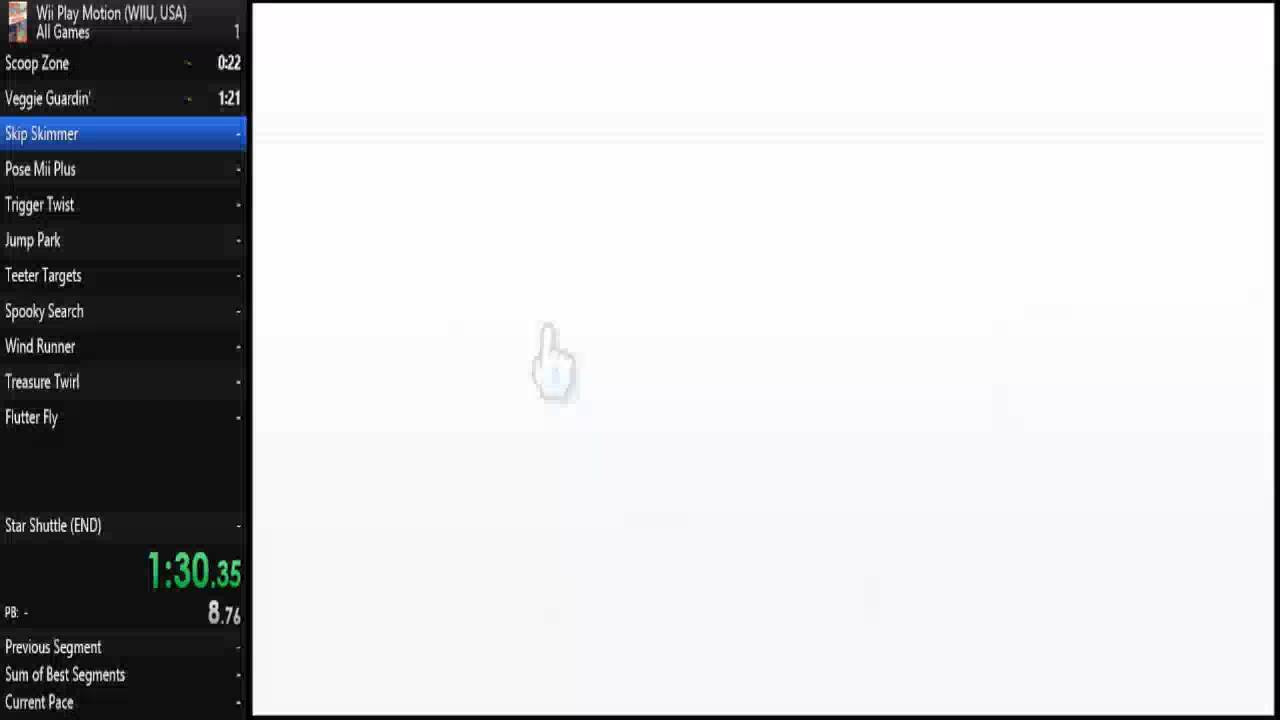 Wii Play Motion (WIIU, USA)
All Games 1
Scoop Zone - 0:22
Veggie Guardin' - 1:21
Skip Skimmer -
Pose Mii Plus -
Trigger Twist -
Jump Park -
Teeter Targets -
Spooky Search -
Wind Runner -
Treasure Twirl -
Flutter Fly -
Star Shuttle (END) -
1:30.35
PB: - 8.76
Previous Segment -
Sum of Best Segments -
Current Pace -